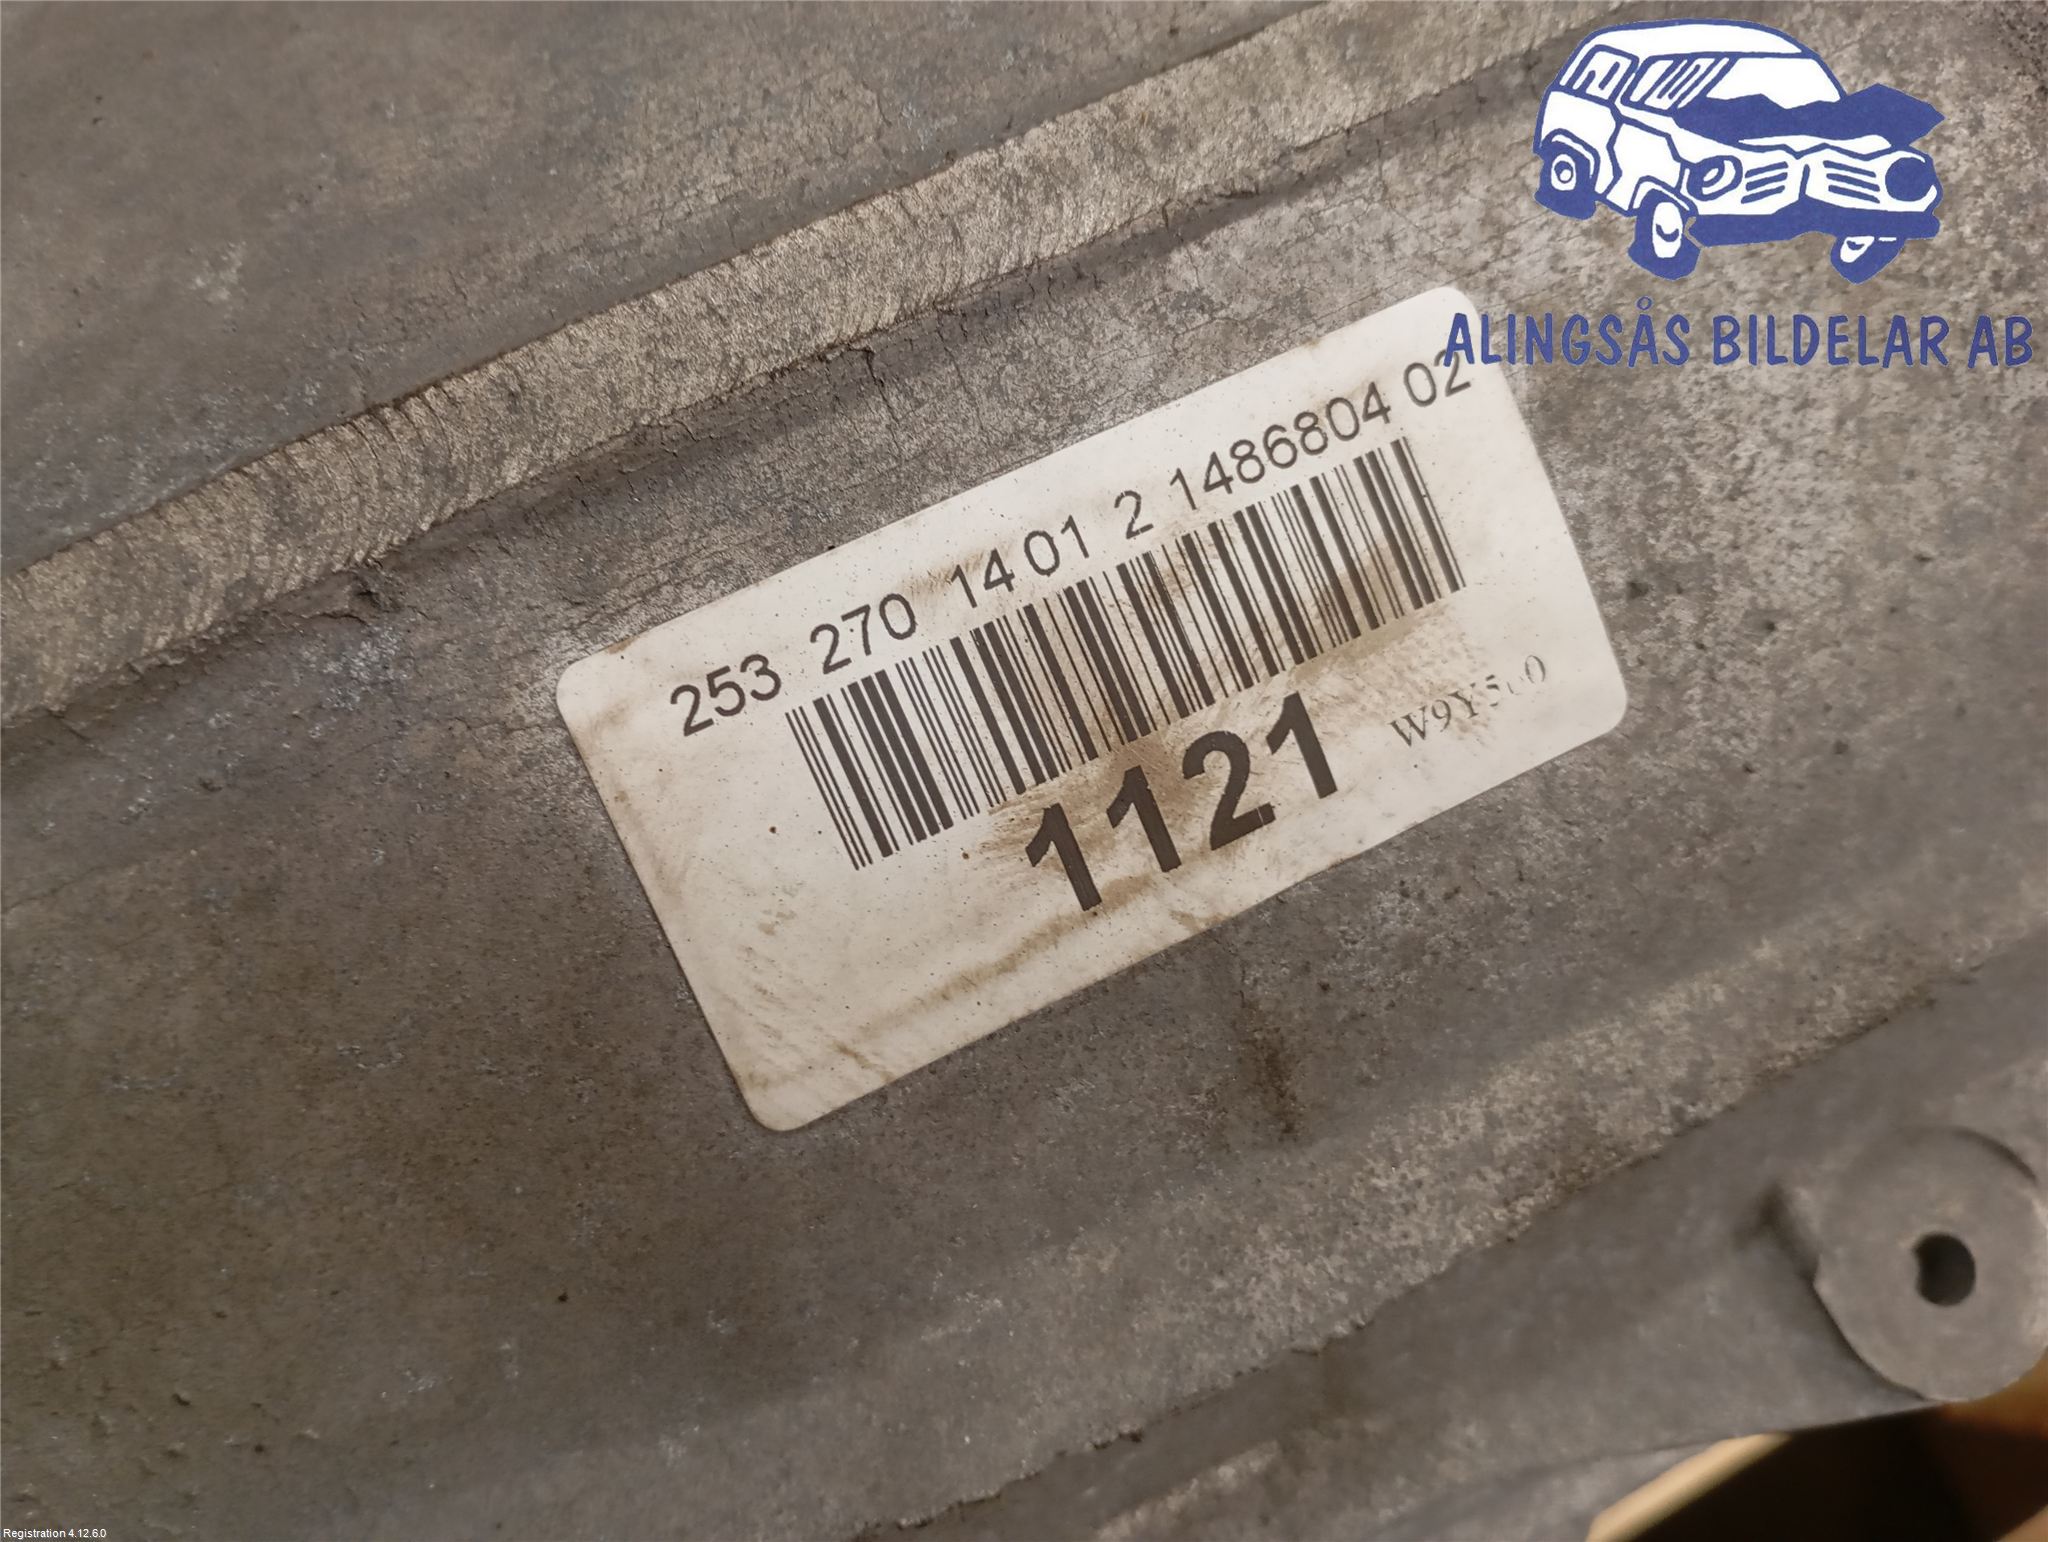 ALINGSÅS BILDELAR AB
253 270 14 01 2 1486804 02
1121
Registration 4.12.6.0